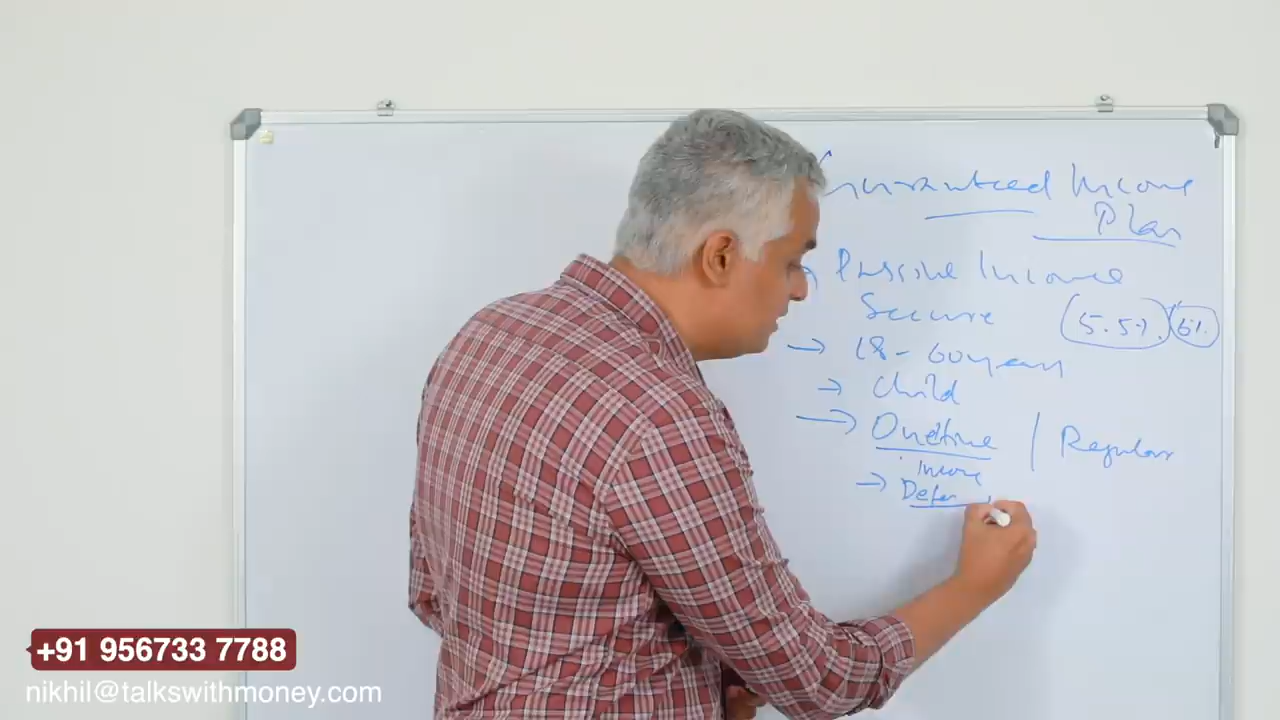 Guaranteed Income
Plan
Passive Income
Secure (5.5%) 6%
→ 18 - 60 years
→ Child
→ Onetime / Regular
income
→ Defer
+91 956733 7788
nikhil@talkswithmoney.com